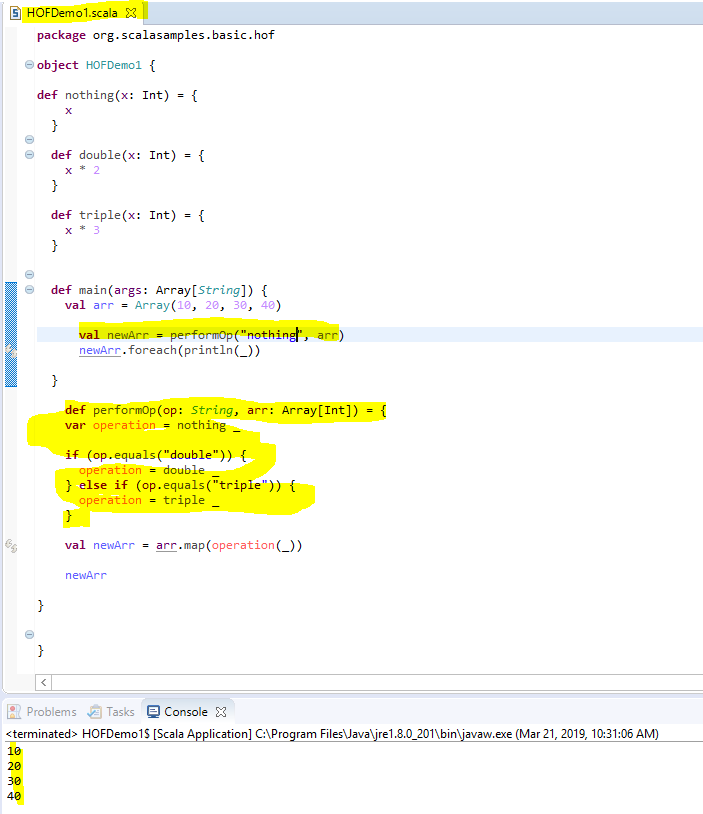 HOFDemo1.scala
package org.scalasamples.basic.hof
object HOFDemo1 {
def nothing(x: Int) = {
x
}
def double(x: Int) = {
x * 2
}
def triple(x: Int) = {
x * 3
}
def main(args: Array[String]) {
val arr = Array(10, 20, 30, 40)
val newArr = performOp("nothing", arr)
newArr.foreach(println(_))
}
def performOp(op: String, arr: Array[Int]) = {
var operation = nothing _
if (op.equals("double")) {
operation = double _
} else if (op.equals("triple")) {
operation = triple _
}
val newArr = arr.map(operation(_))
newArr
}
}
Problems Tasks Console
<terminated> HOFDemo1$ [Scala Application] C:\Program Files\Java\jre1.8.0_201\bin\javaw.exe (Mar 21, 2019, 10:31:06 AM)
10
20
30
40